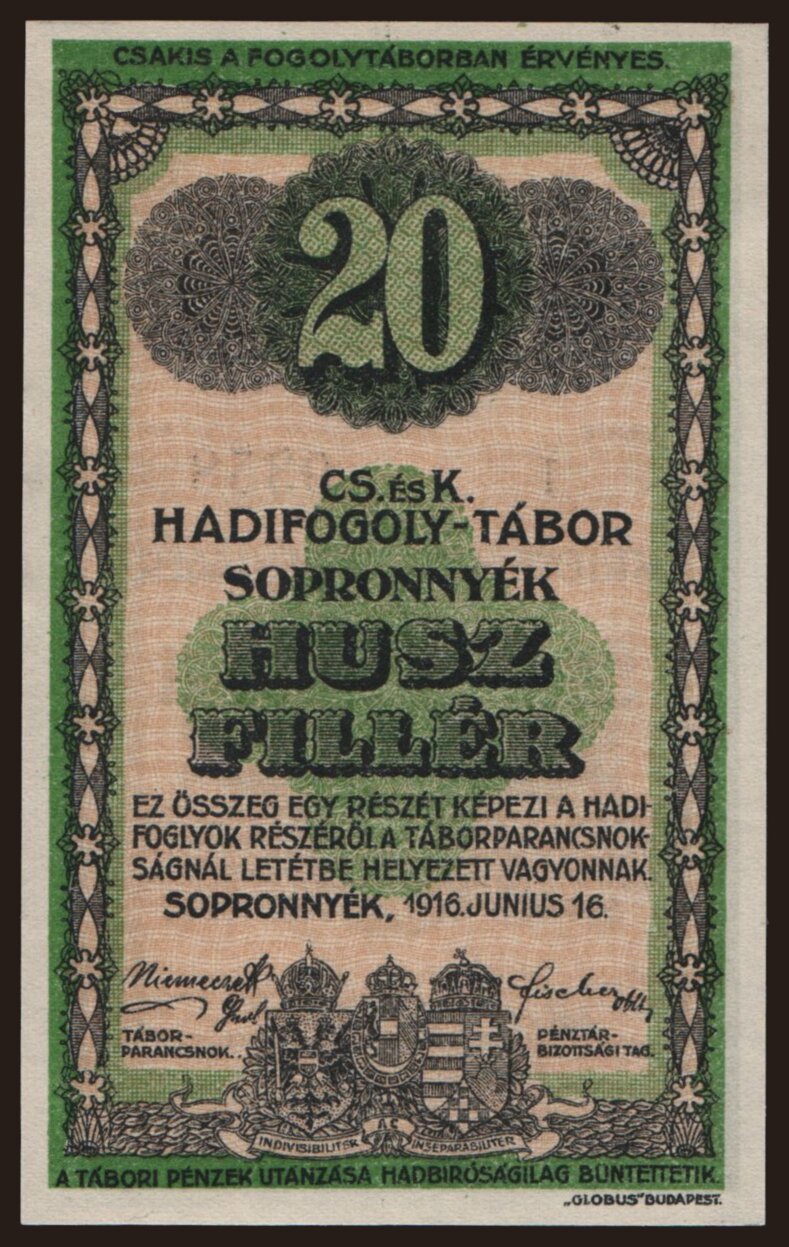 CSAKIS A FOGOLYTÁBORBAN ÉRVÉNYES.
20
CS. ÉS K.
HADIFOGOLY-TÁBOR
SOPRONNYÉK
HUSZ
FILLÉR
EZ ÖSSZEG EGY RÉSZÉT KÉPEZI A HADI-
FOGLYOK RÉSZÉRŐL A TÁBORPARANCSNOK-
SÁGNÁL LETÉTBE HELYEZETT VAGYONNAK.
SOPRONNYÉK, 1916. JUNIUS 16.
Fischer
TÁBOR-
PARANCSNOK.
PÉNZTÁR-
BIZOTTSÁGI TAG.
INDIVISIBILITER AC INSEPARABILITER
A TÁBORI PÉNZEK UTÁNZÁSA HADBIRÓSÁGILAG BÜNTETTETIK.
„GLOBUS" BUDAPEST.